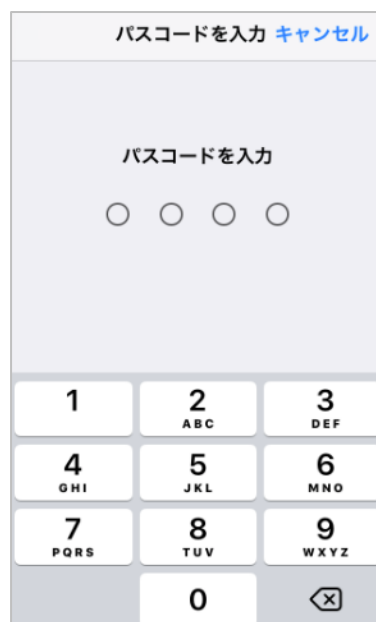 パスコードを入力 キャンセル
パスコードを入力
1 2 3
ABC DEF
4 5 6
GHI JKL MNO
7 8 9
PQRS TUV WXYZ
0